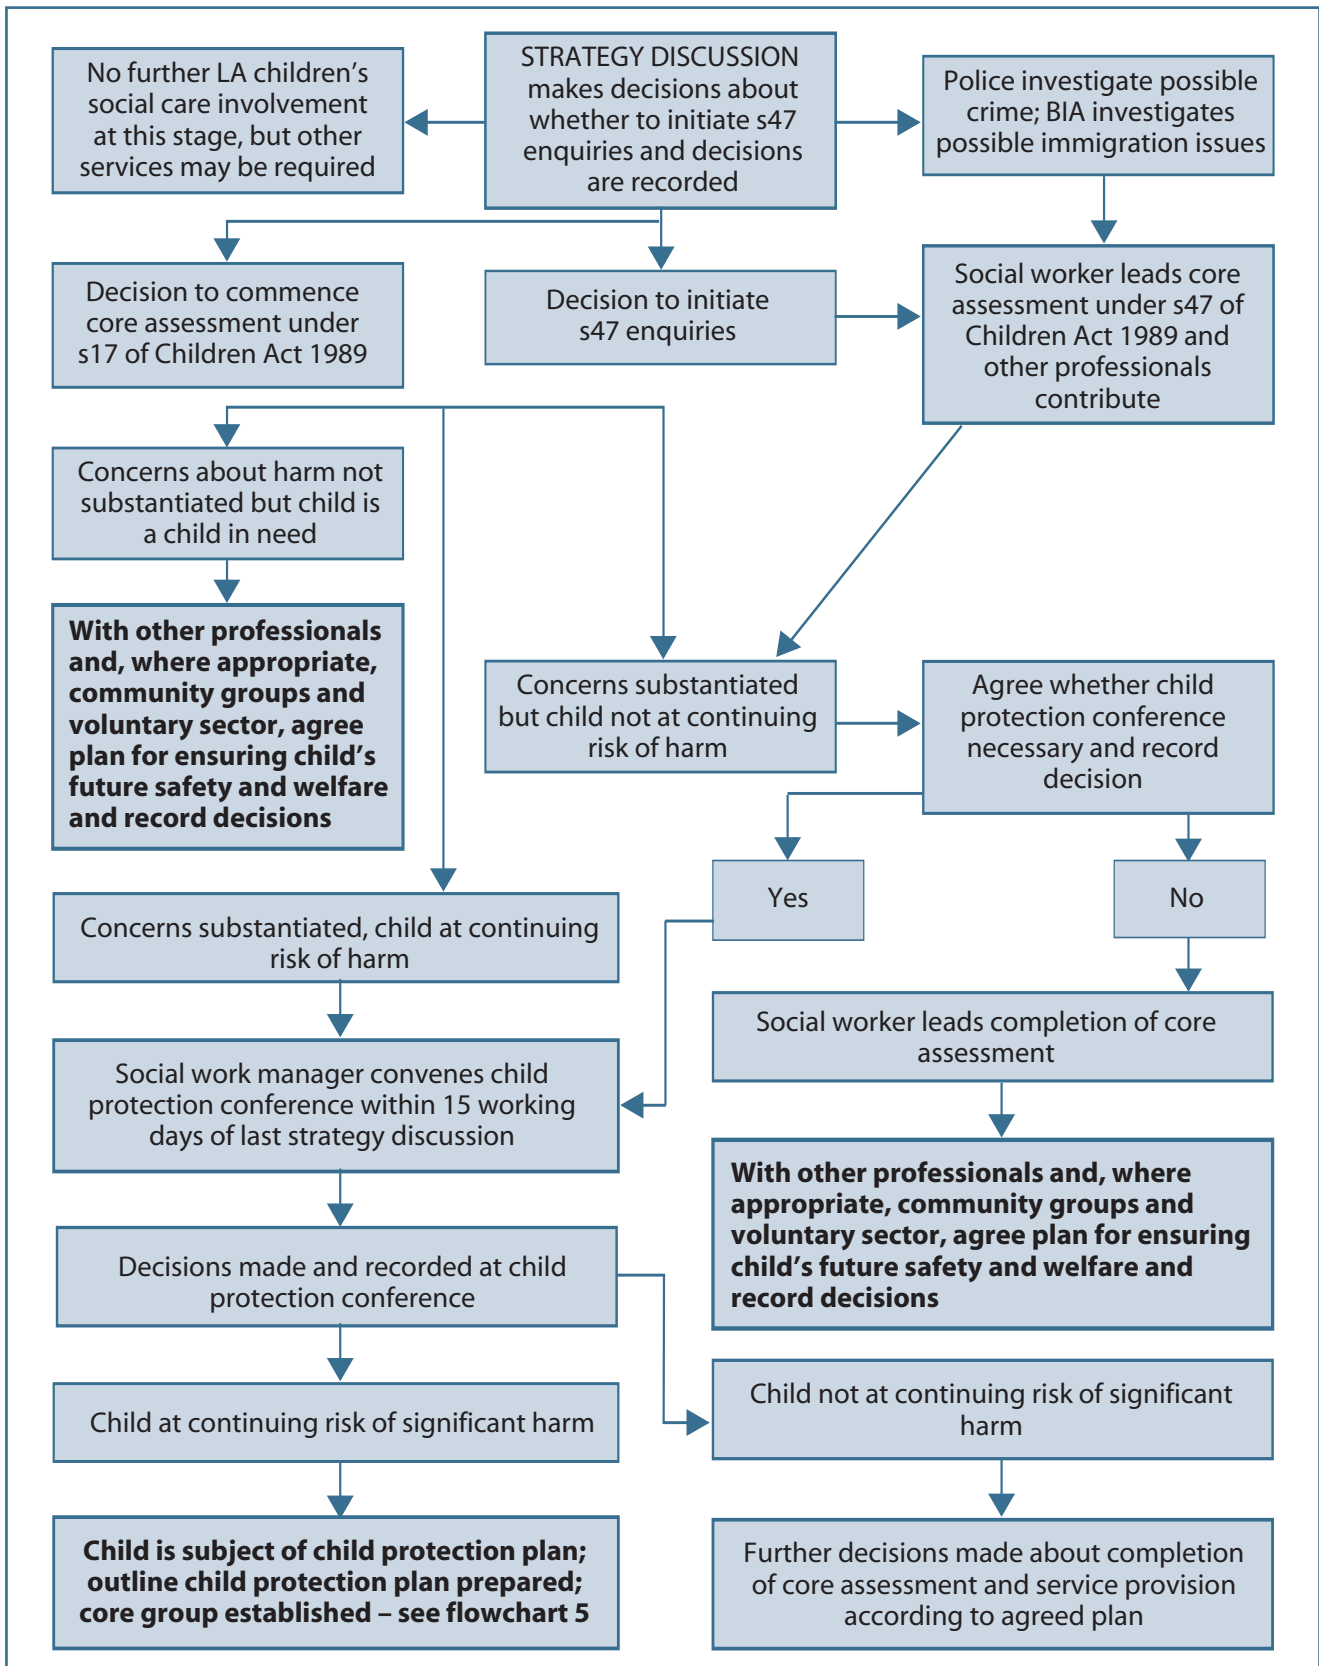 No further LA children's
social care involvement
at this stage, but other
services may be required
STRATEGY DISCUSSION
makes decisions about
whether to initiate s47
enquiries and decisions
are recorded
Police investigate possible
crime; BIA investigates
possible immigration issues
Decision to commence
core assessment under
s17 of Children Act 1989
Decision to initiate
s47 enquiries
Social worker leads core
assessment under s47 of
Children Act 1989 and
other professionals
contribute
Concerns about harm not
substantiated but child is
a child in need
With other professionals
and, where appropriate,
community groups and
voluntary sector, agree
plan for ensuring child's
future safety and welfare
and record decisions
Concerns substantiated
but child not at continuing
risk of harm
Agree whether child
protection conference
necessary and record
decision
Yes
No
Concerns substantiated, child at continuing
risk of harm
Social worker leads completion of core
assessment
Social work manager convenes child
protection conference within 15 working
days of last strategy discussion
With other professionals and, where
appropriate, community groups and
voluntary sector, agree plan for ensuring
child's future safety and welfare and
record decisions
Decisions made and recorded at child
protection conference
Child at continuing risk of significant harm
Child not at continuing risk of significant
harm
Child is subject of child protection plan;
outline child protection plan prepared;
core group established – see flowchart 5
Further decisions made about completion
of core assessment and service provision
according to agreed plan